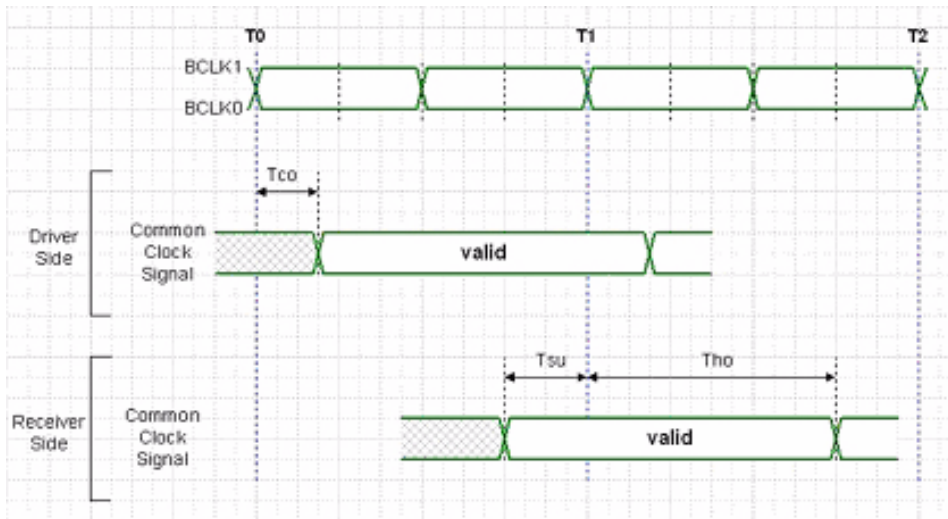 T0 T1 T2
BCLK1
BCLK0
Tco
Driver
Side
Common
Clock
Signal
valid
Tsu Tho
Receiver
Side
Common
Clock
Signal
valid